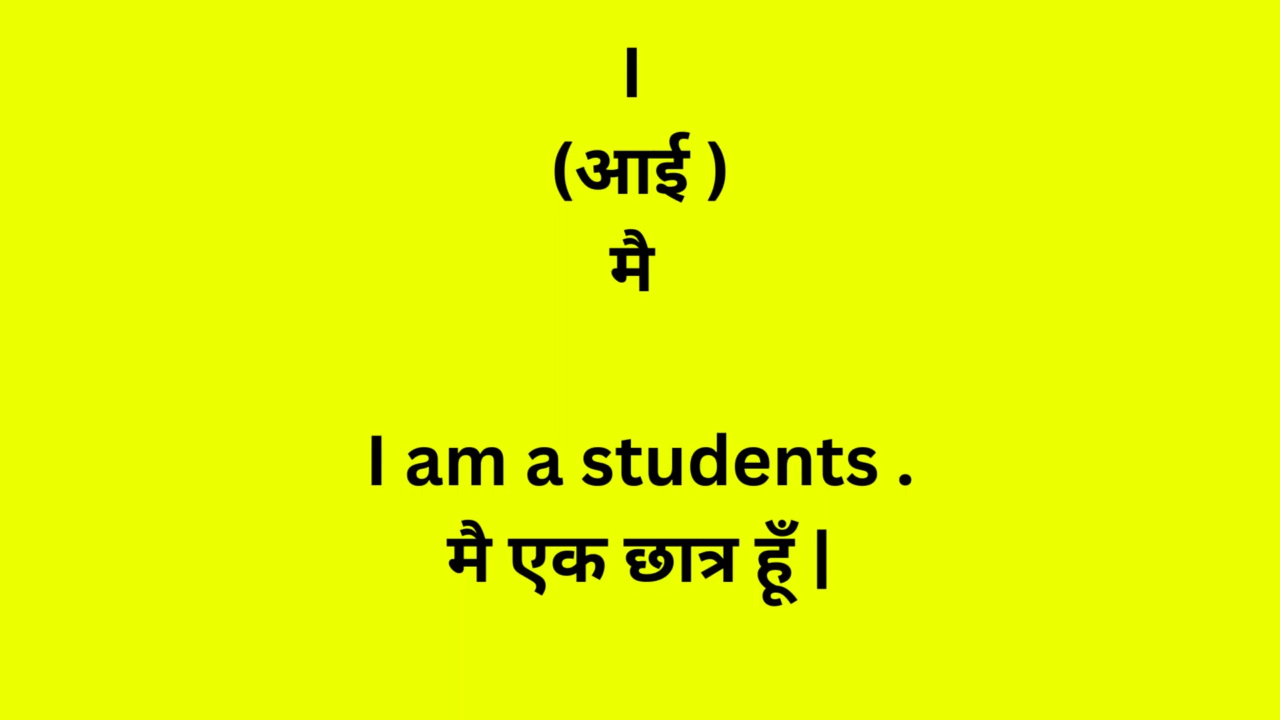 I
(आई )
मै
I am a students .
मै एक छात्र हूँ |